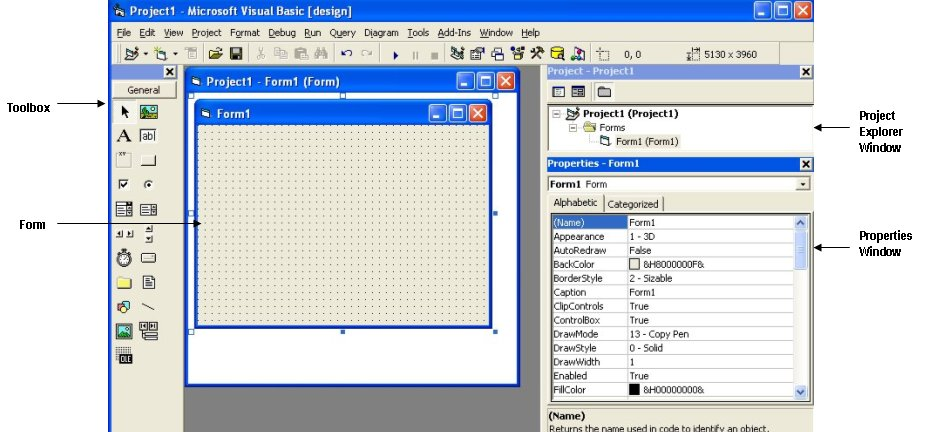 Project1 - Microsoft Visual Basic [design]
File Edit View Project Format Debug Run Query Diagram Tools Add-Ins Window Help
0, 0 5130 x 3960
General
A ab
XY
OLE
Toolbox
Form
Project1 - Form1 (Form)
Form1
Project - Project1
Project1 (Project1)
Forms
Form1 (Form1)
Project
Explorer
Window
Properties - Form1
Form1 Form
Alphabetic Categorized
(Name) Form1
Appearance 1 - 3D
AutoRedraw False
BackColor &H8000000F&
BorderStyle 2 - Sizable
Caption Form1
ClipControls True
ControlBox True
DrawMode 13 - Copy Pen
DrawStyle 0 - Solid
DrawWidth 1
Enabled True
FillColor &H00000000&
Properties
Window
(Name)
Returns the name used in code to identify an object.